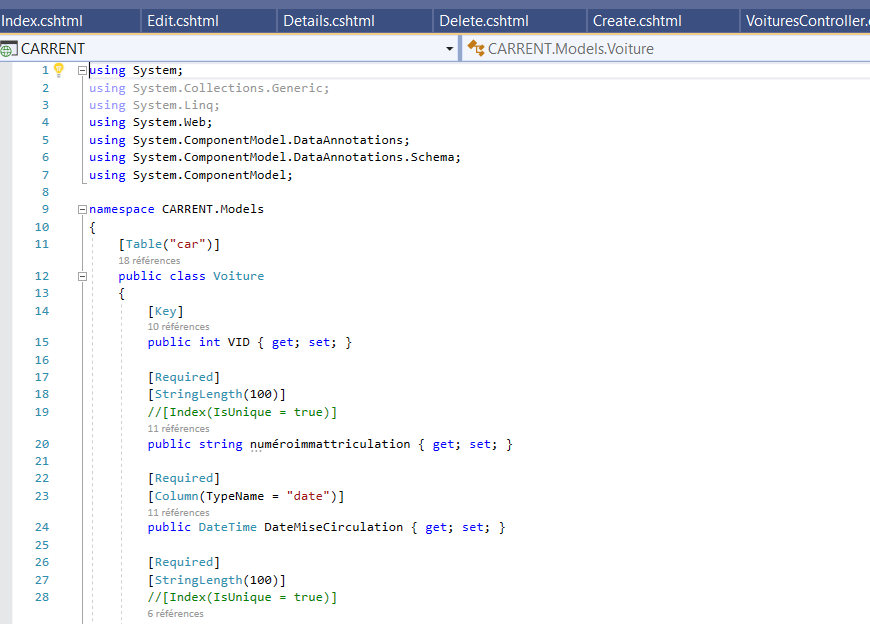 Index.cshtml Edit.cshtml Details.cshtml Delete.cshtml Create.cshtml VoituresController.
CARRENT CARRENT.Models.Voiture
1 using System;
2 using System.Collections.Generic;
3 using System.Linq;
4 using System.Web;
5 using System.ComponentModel.DataAnnotations;
6 using System.ComponentModel.DataAnnotations.Schema;
7 using System.ComponentModel;
8
9 namespace CARRENT.Models
10 {
11 [Table("car")]
18 références
12 public class Voiture
13 {
14 [Key]
10 références
15 public int VID { get; set; }
16
17 [Required]
18 [StringLength(100)]
19 //[Index(IsUnique = true)]
11 références
20 public string numéroimmattriculation { get; set; }
21
22 [Required]
23 [Column(TypeName = "date")]
11 références
24 public DateTime DateMiseCirculation { get; set; }
25
26 [Required]
27 [StringLength(100)]
28 //[Index(IsUnique = true)]
6 références